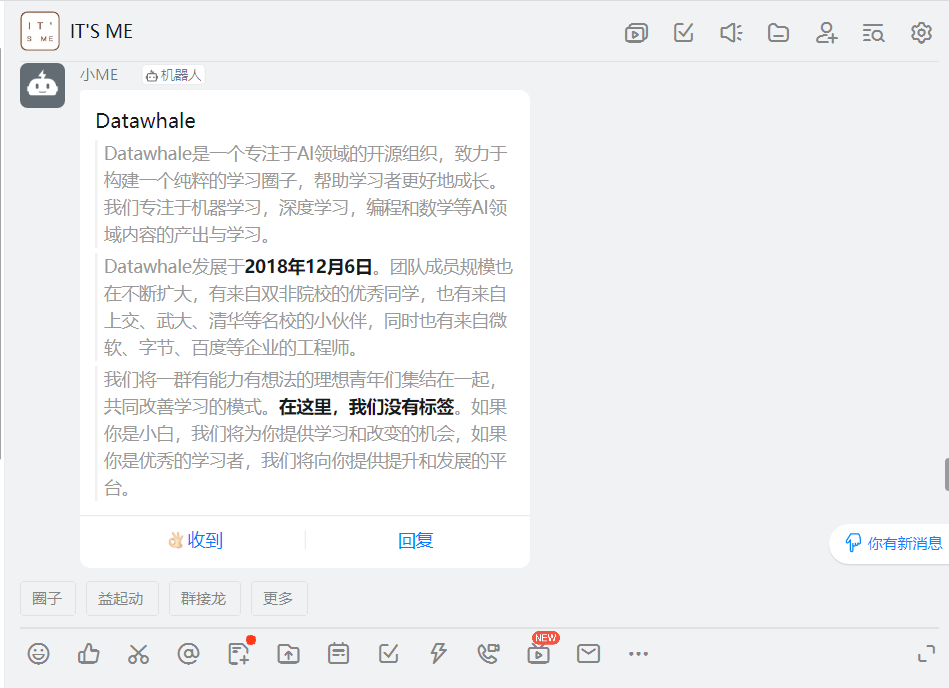 IT'
S ME
IT'S ME
小ME 机器人
Datawhale
Datawhale是一个专注于AI领域的开源组织，致力于
构建一个纯粹的学习圈子，帮助学习者更好地成长。
我们专注于机器学习，深度学习，编程和数学等AI领
域内容的产出与学习。
Datawhale发展于2018年12月6日。团队成员规模也
在不断扩大，有来自双非院校的优秀同学，也有来自
上交、武大、清华等名校的小伙伴，同时也有来自微
软、字节、百度等企业的工程师。
我们将一群有能力有想法的理想青年们集结在一起，
共同改善学习的模式。在这里，我们没有标签。如果
你是小白，我们将为你提供学习和改变的机会，如果
你是优秀的学习者，我们将向你提供提升和发展的平
台。
👌🏻收到 回复
你有新消息
圈子 益起动 群接龙 更多
NEW